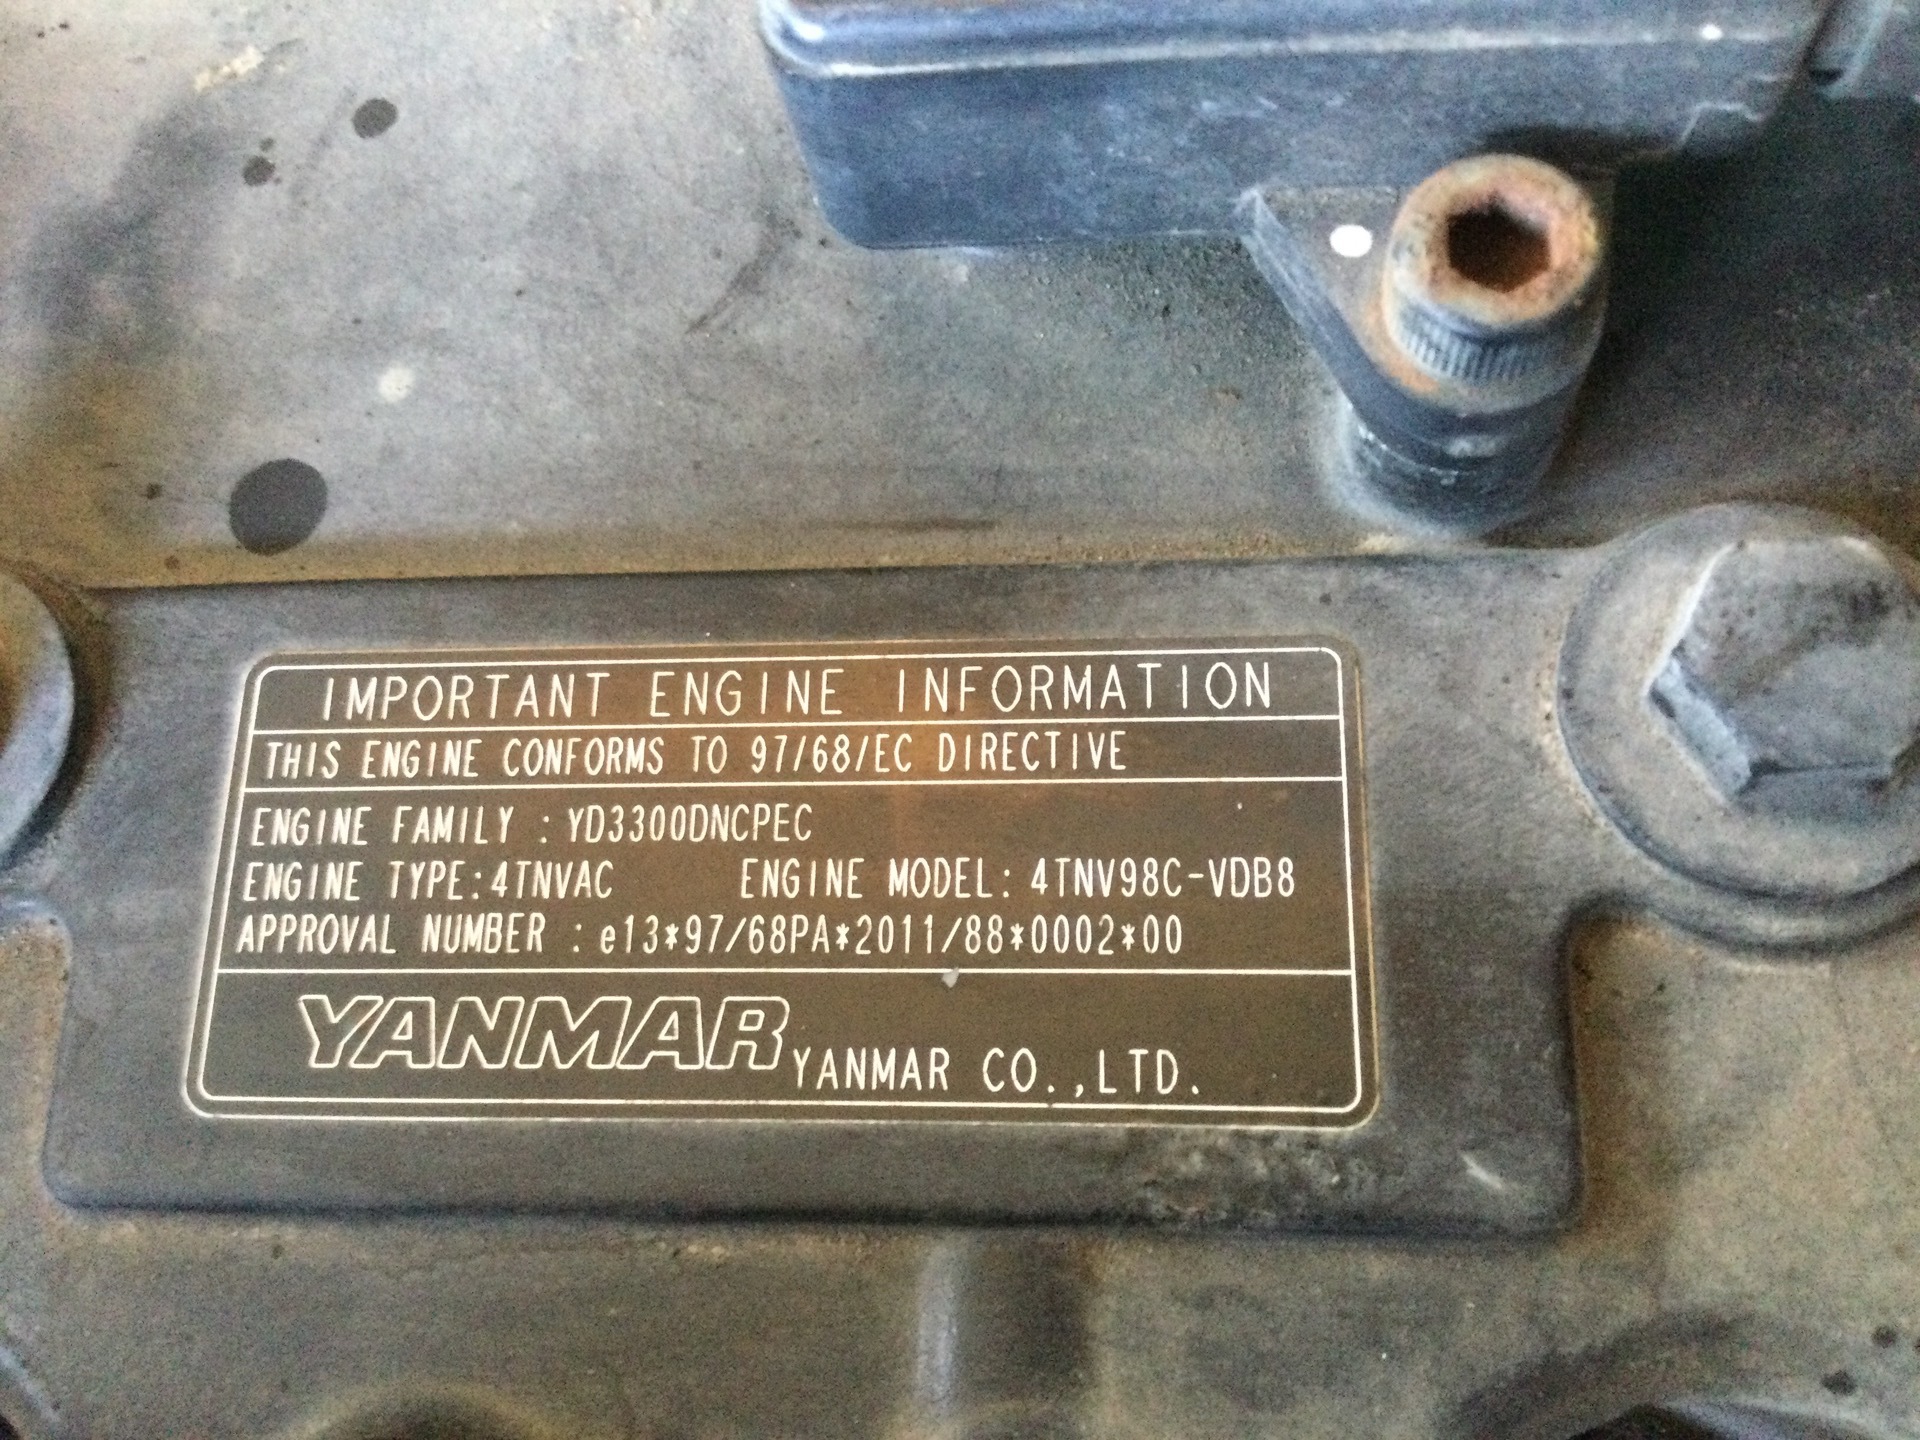 IMPORTANT ENGINE INFORMATION
THIS ENGINE CONFORMS TO 97/68/EC DIRECTIVE
ENGINE FAMILY : YD3300DNCPEC
ENGINE TYPE:4TNVAC ENGINE MODEL: 4TNV98C-VDB8
APPROVAL NUMBER : e13*97/68PA*2011/88*0002*00
YANMAR YANMAR CO.,LTD.